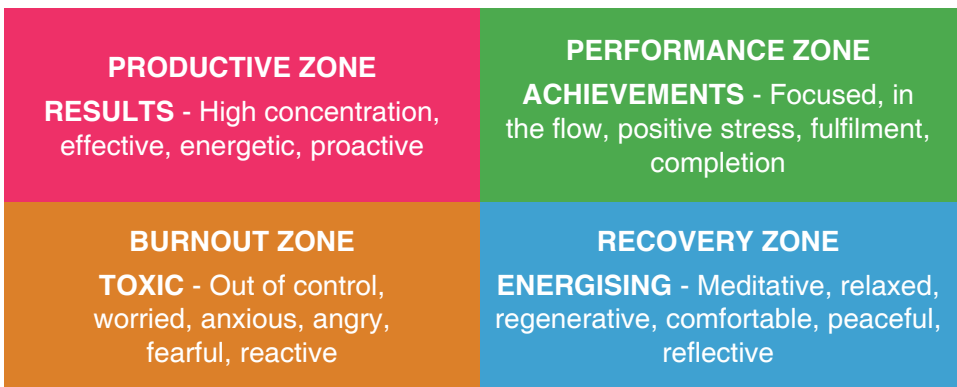 PRODUCTIVE ZONE
RESULTS - High concentration,
effective, energetic, proactive
PERFORMANCE ZONE
ACHIEVEMENTS - Focused, in
the flow, positive stress, fulfilment,
completion
BURNOUT ZONE
TOXIC - Out of control,
worried, anxious, angry,
fearful, reactive
RECOVERY ZONE
ENERGISING - Meditative, relaxed,
regenerative, comfortable, peaceful,
reflective